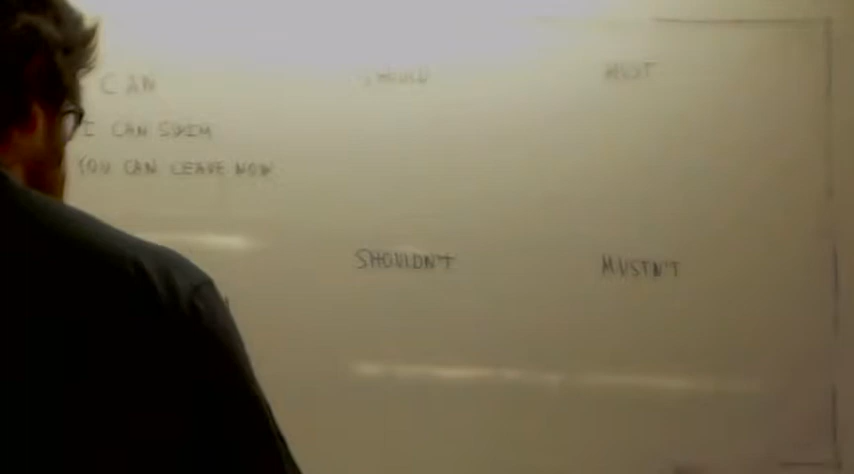 CAN SHOULD MUST
I CAN SWIM
YOU CAN LEAVE NOW
SHOULDN'T MUSTN'T